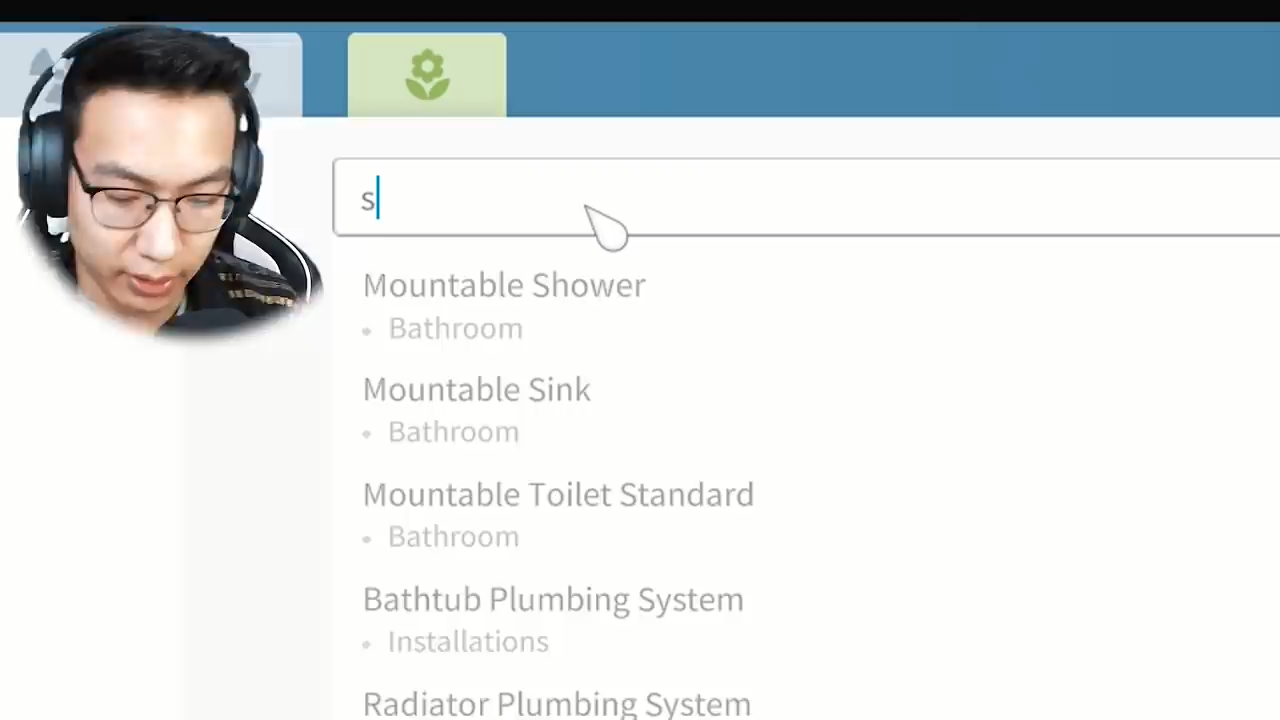 s
Mountable Shower
• Bathroom
Mountable Sink
• Bathroom
Mountable Toilet Standard
• Bathroom
Bathtub Plumbing System
• Installations
Radiator Plumbing System